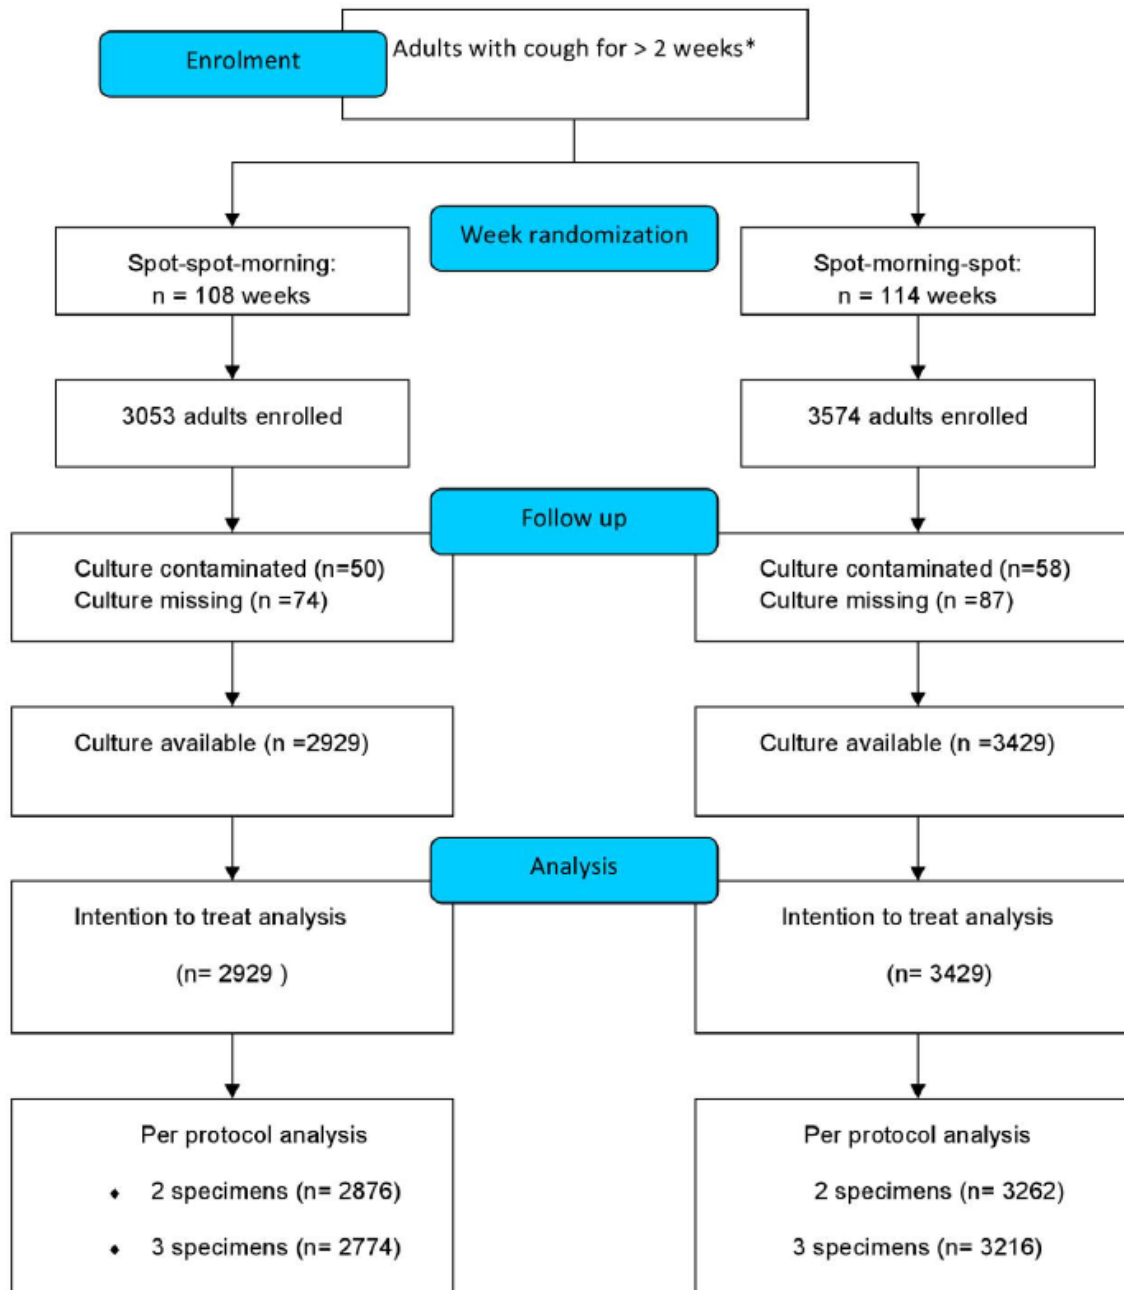 Enrolment
Adults with cough for > 2 weeks*
Week randomization
Spot-spot-morning:
n = 108 weeks
Spot-morning-spot:
n = 114 weeks
3053 adults enrolled
3574 adults enrolled
Follow up
Culture contaminated (n=50)
Culture missing (n =74)
Culture contaminated (n=58)
Culture missing (n =87)
Culture available (n =2929)
Culture available (n =3429)
Analysis
Intention to treat analysis
(n= 2929 )
Intention to treat analysis
(n= 3429)
Per protocol analysis
⬧ 2 specimens (n= 2876)
⬧ 3 specimens (n= 2774)
Per protocol analysis
2 specimens (n= 3262)
3 specimens (n= 3216)